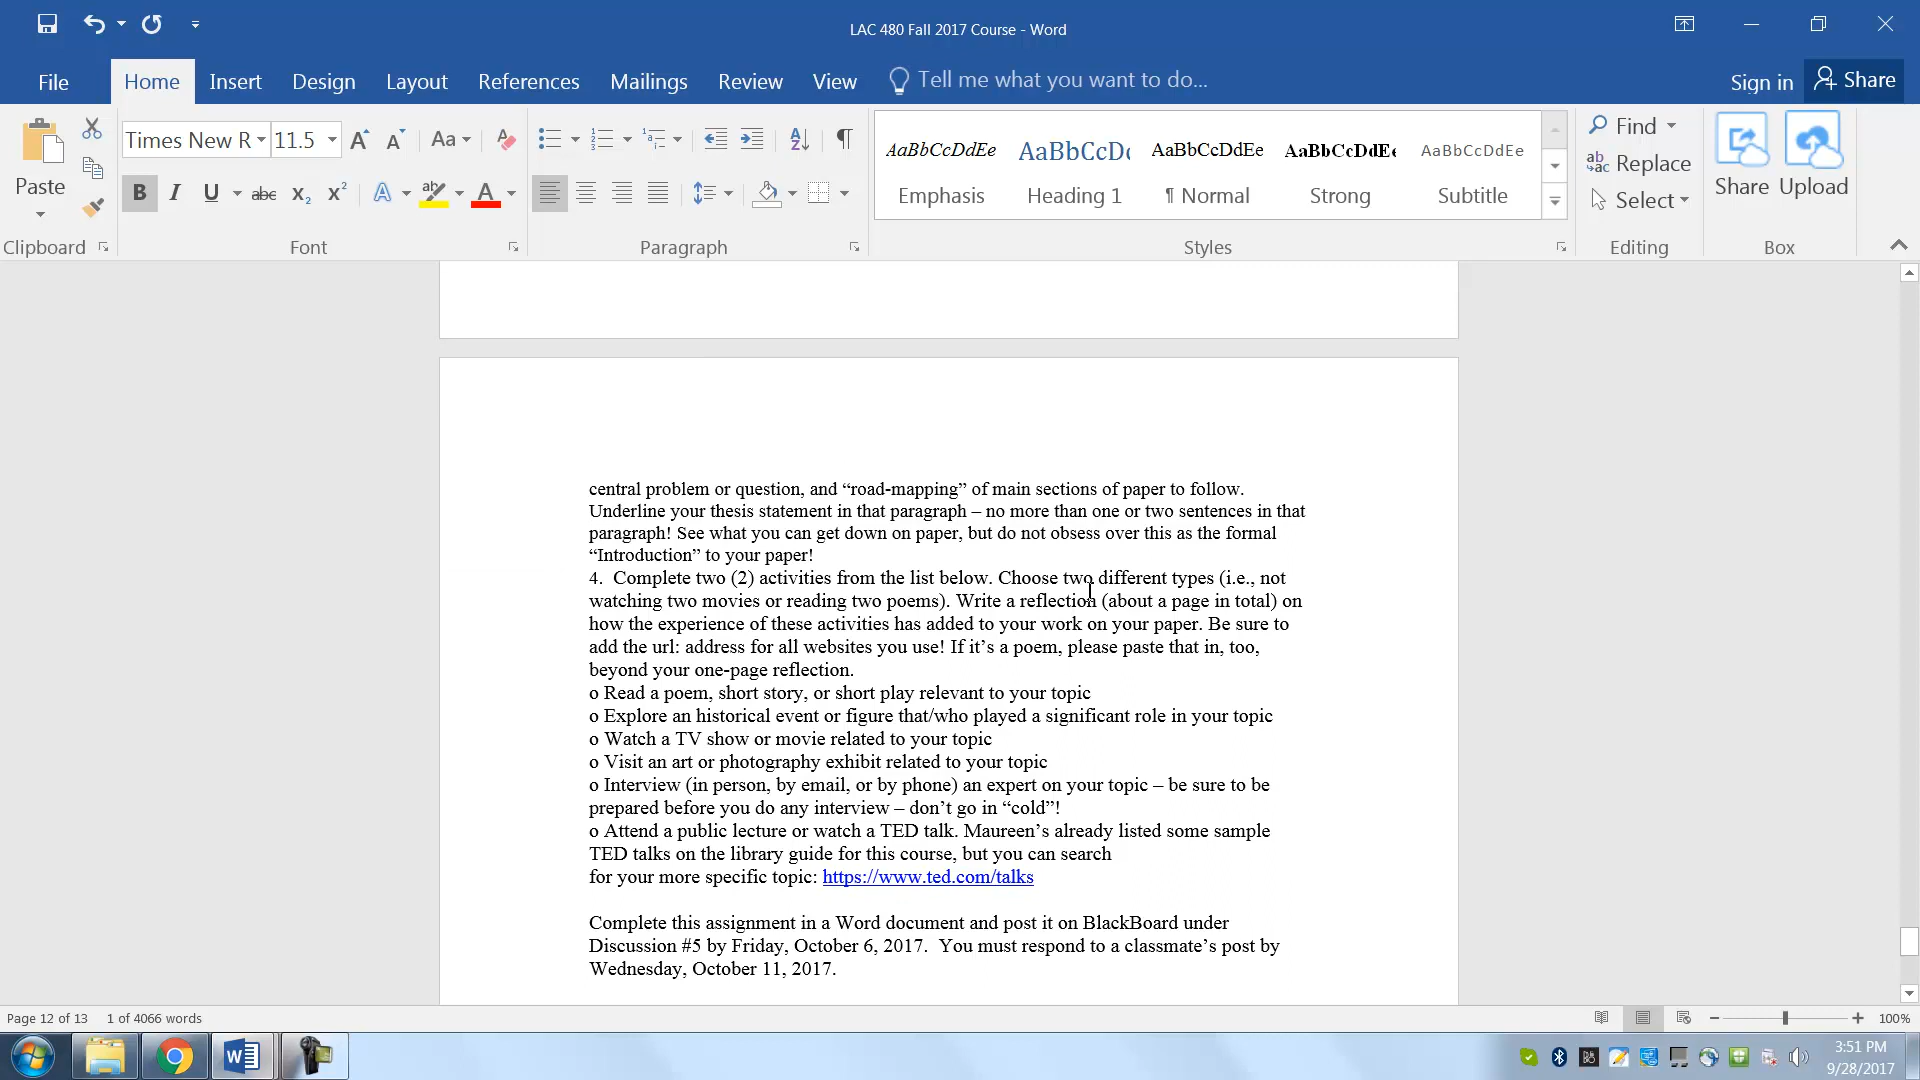 LAC 480 Fall 2017 Course - Word
File
Home
Insert
Design
Layout
References
Mailings
Review
View
Tell me what you want to do...
Sign in
Share
Paste
Clipboard
Times New R
11.5
Aa
B I U abc X₂ X² A ab A
Font
Paragraph
AaBbCcDdEe
Emphasis
AaBbCcDc
Heading 1
AaBbCcDdEe
¶ Normal
AaBbCcDdEe
Strong
AaBbCcDdEe
Subtitle
Styles
Find
Replace
Select
Editing
Share
Upload
Box
central problem or question, and “road-mapping” of main sections of paper to follow.
Underline your thesis statement in that paragraph – no more than one or two sentences in that
paragraph! See what you can get down on paper, but do not obsess over this as the formal
“Introduction” to your paper!
4.  Complete two (2) activities from the list below. Choose two different types (i.e., not
watching two movies or reading two poems). Write a reflection (about a page in total) on
how the experience of these activities has added to your work on your paper. Be sure to
add the url: address for all websites you use! If it’s a poem, please paste that in, too,
beyond your one-page reflection.
o Read a poem, short story, or short play relevant to your topic
o Explore an historical event or figure that/who played a significant role in your topic
o Watch a TV show or movie related to your topic
o Visit an art or photography exhibit related to your topic
o Interview (in person, by email, or by phone) an expert on your topic – be sure to be
prepared before you do any interview – don’t go in “cold”!
o Attend a public lecture or watch a TED talk. Maureen’s already listed some sample
TED talks on the library guide for this course, but you can search
for your more specific topic: https://www.ted.com/talks
Complete this assignment in a Word document and post it on BlackBoard under
Discussion #5 by Friday, October 6, 2017.  You must respond to a classmate’s post by
Wednesday, October 11, 2017.
Page 12 of 13
1 of 4066 words
100%
3:51 PM
9/28/2017